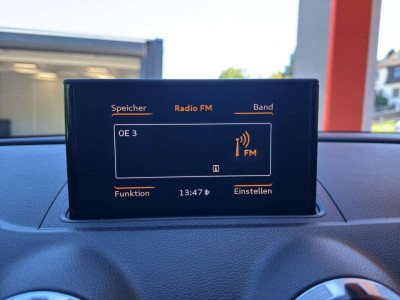 Speicher Radio FM Band
OE 3
FM
i
Funktion 13:47 Einstellen